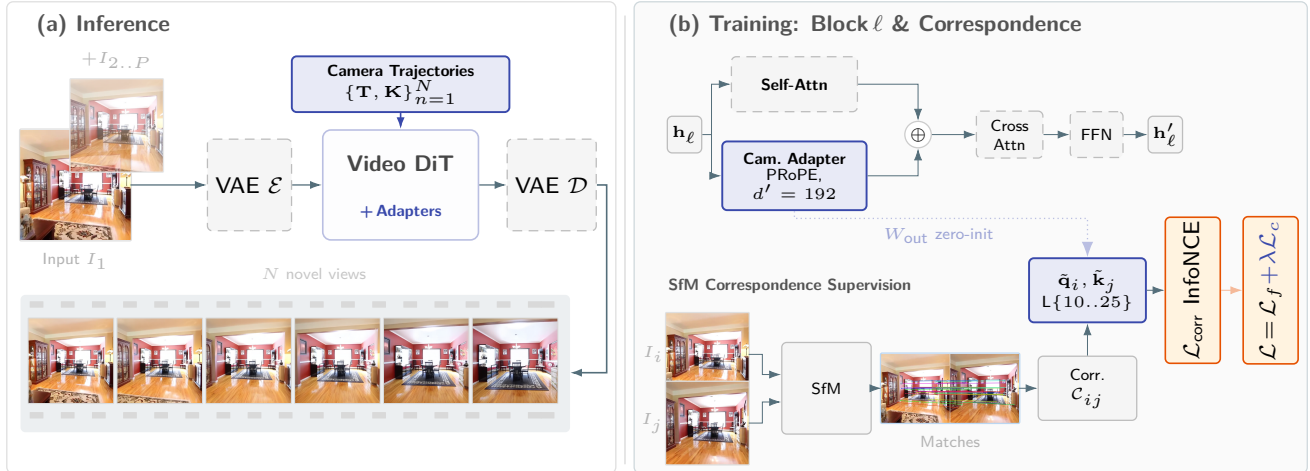 (a) Inference
+I_{2..P}
Camera Trajectories
{T, K}_{n=1}^{N}
VAE ℰ
Video DiT
+ Adapters
VAE 𝒟
Input I_1
N novel views
(b) Training: Block ℓ & Correspondence
Self-Attn
h_ℓ
⊕
Cross
Attn
FFN
h′_ℓ
Cam. Adapter
PRoPE,
d′ = 192
W_out zero-init
SfM Correspondence Supervision
q̃_i, k̃_j
L{10..25}
ℒ_corr InfoNCE
ℒ = ℒ_f + λℒ_c
I_i
I_j
SfM
Matches
Corr.
𝒞_{ij}